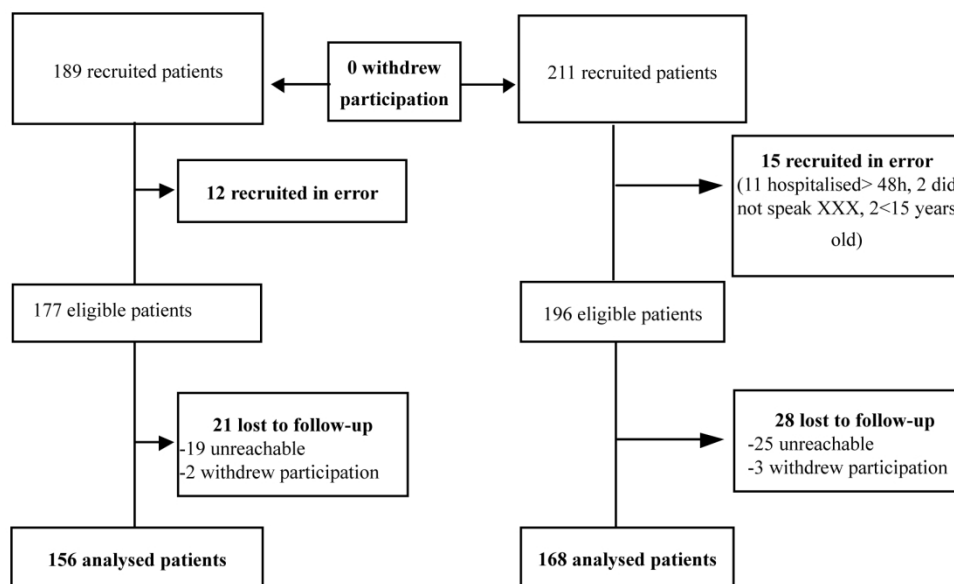 189 recruited patients
0 withdrew
participation
211 recruited patients
12 recruited in error
15 recruited in error
(11 hospitalised> 48h, 2 did
not speak XXX, 2<15 years
old)
177 eligible patients
196 eligible patients
21 lost to follow-up
-19 unreachable
-2 withdrew participation
28 lost to follow-up
-25 unreachable
-3 withdrew participation
156 analysed patients
168 analysed patients